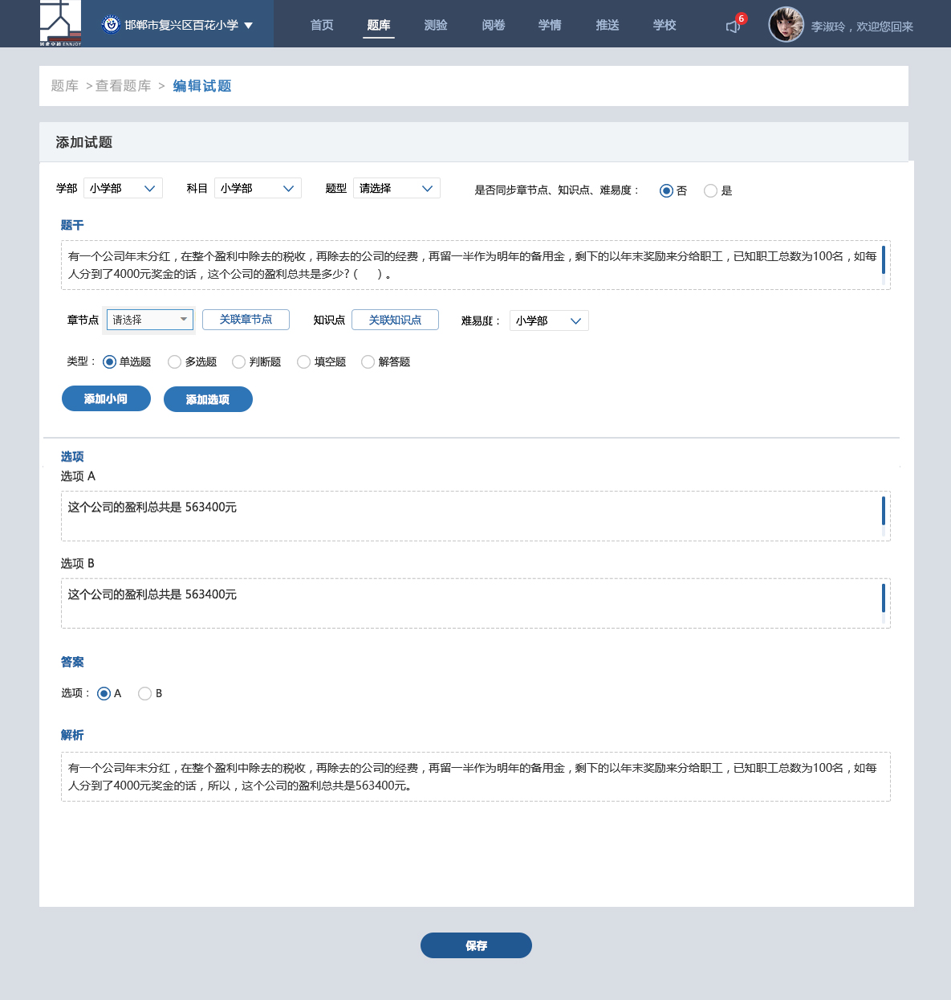 邯郸市复兴区百花小学
首页 题库 测验 阅卷 学情 推送 学校
6
李淑玲，欢迎您回来
题库 >查看题库 > 编辑试题
添加试题
学部 小学部 科目 小学部 题型 请选择 是否同步章节点、知识点、难易度： 否 是
题干
有一个公司年末分红，在整个盈利中除去的税收，再除去的公司的经费，再留一半作为明年的备用金，剩下的以年末奖励来分给职工，已知职工总数为100名，如每
人分到了4000元奖金的话，这个公司的盈利总共是多少?（ ）。
章节点 请选择 关联章节点 知识点 关联知识点 难易度： 小学部
类型： 单选题 多选题 判断题 填空题 解答题
添加小问 添加选项
选项
选项 A
这个公司的盈利总共是 563400元
选项 B
这个公司的盈利总共是 563400元
答案
选项： A B
解析
有一个公司年末分红，在整个盈利中除去的税收，再除去的公司的经费，再留一半作为明年的备用金，剩下的以年末奖励来分给职工，已知职工总数为100名，如每
人分到了4000元奖金的话，所以，这个公司的盈利总共是563400元。
保存